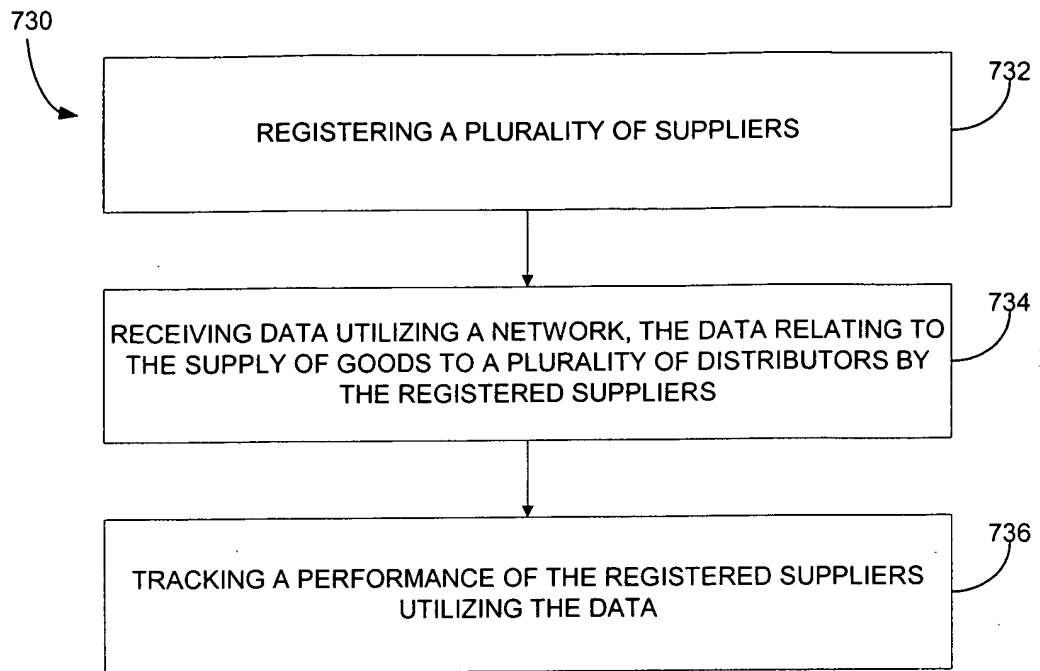 730
732
REGISTERING A PLURALITY OF SUPPLIERS
734
RECEIVING DATA UTILIZING A NETWORK, THE DATA RELATING TO
THE SUPPLY OF GOODS TO A PLURALITY OF DISTRIBUTORS BY
THE REGISTERED SUPPLIERS
736
TRACKING A PERFORMANCE OF THE REGISTERED SUPPLIERS
UTILIZING THE DATA